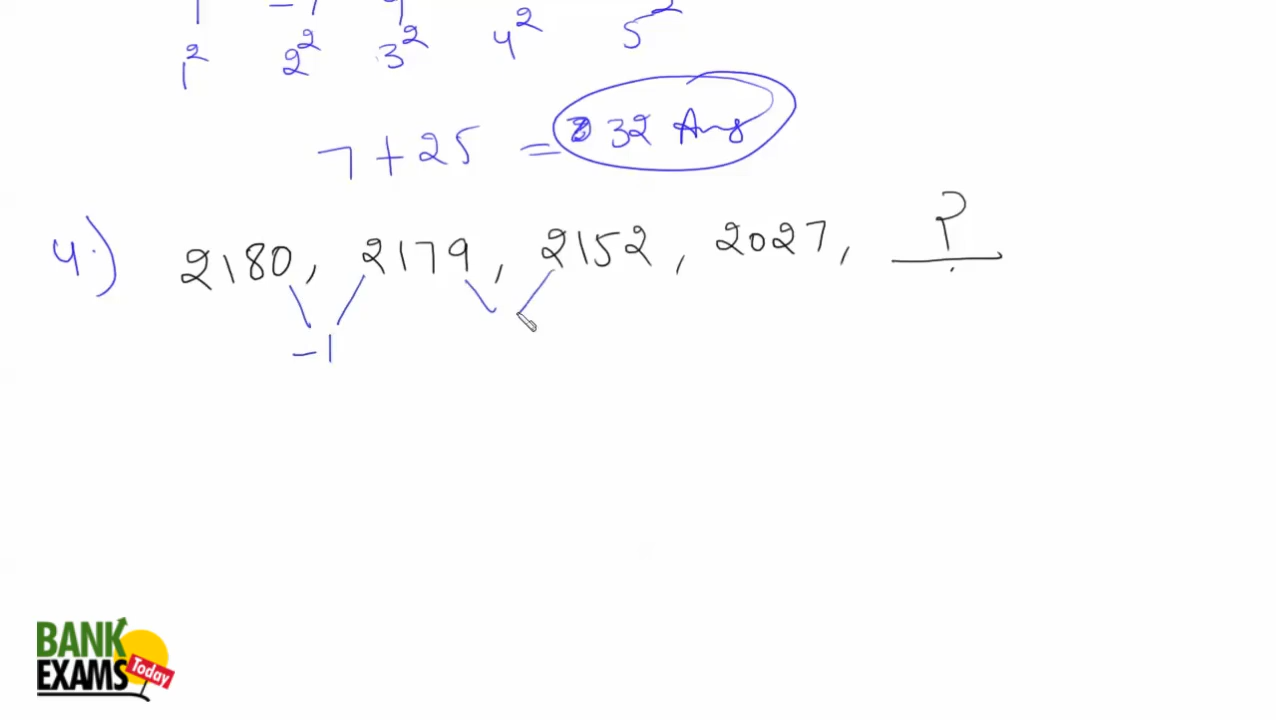 1² 2² 3² 4² 5²
7 + 25 = 32 Ans
4.) 2180, 2179, 2152, 2027, ?
-1
BANK
EXAMS Today